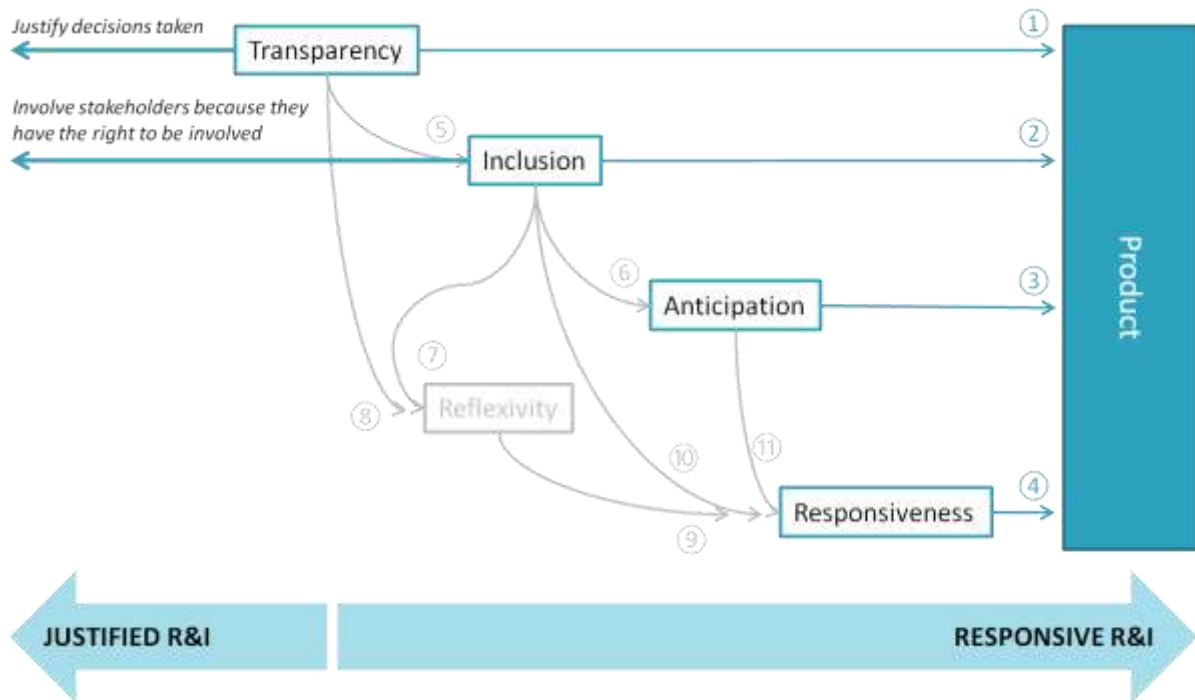 Justify decisions taken
①
Transparency
Involve stakeholders because they
have the right to be involved
⑤
②
Inclusion
⑥
③
Anticipation
Product
⑦
⑧
Reflexivity
⑩
⑪
④
Responsiveness
⑨
JUSTIFIED R&I
RESPONSIVE R&I